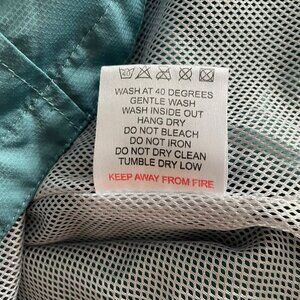 WASH AT 40 DEGREES
GENTLE WASH
WASH INSIDE OUT
HANG DRY
DO NOT BLEACH
DO NOT IRON
DO NOT DRY CLEAN
TUMBLE DRY LOW
KEEP AWAY FROM FIRE